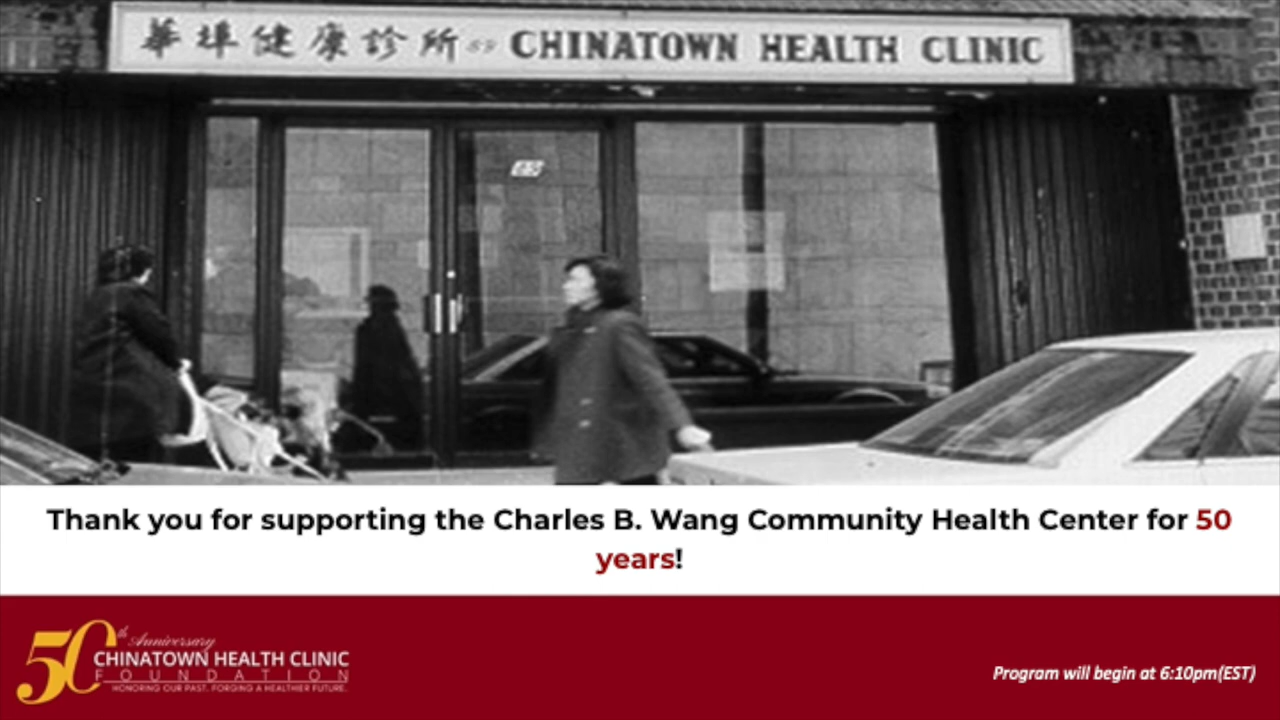 華埠健康診所 89 CHINATOWN HEALTH CLINIC
89
Thank you for supporting the Charles B. Wang Community Health Center for 50
years!
50th Anniversary
CHINATOWN HEALTH CLINIC
FOUNDATION
HONORING OUR PAST. FORGING A HEALTHIER FUTURE.
Program will begin at 6:10pm(EST)